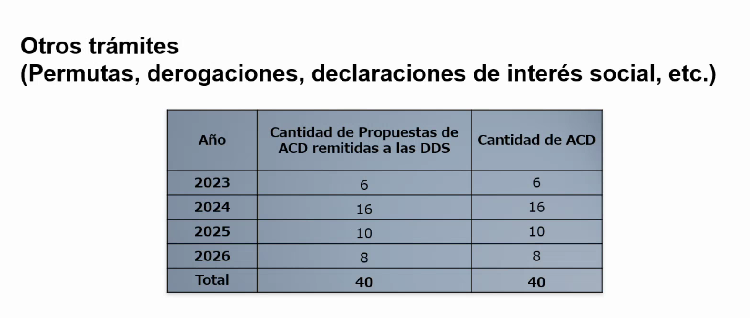 Otros trámites
(Permutas, derogaciones, declaraciones de interés social, etc.)
Año Cantidad de Propuestas de ACD remitidas a las DDS Cantidad de ACD
2023 6 6
2024 16 16
2025 10 10
2026 8 8
Total 40 40